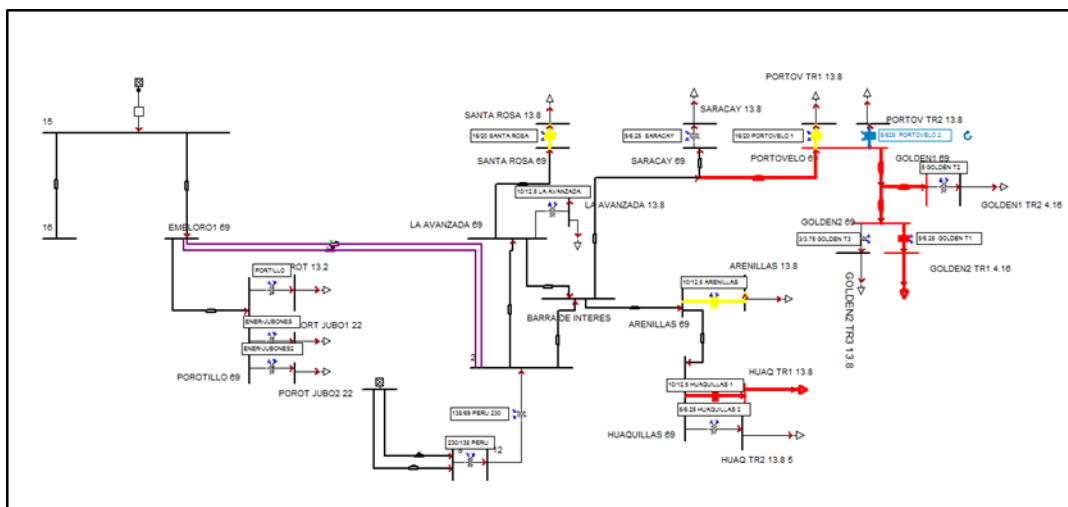 PORTOV TR1 13.8
SANTA ROSA 13.8
SARACAY 13.8
PORTOV TR2 13.8
15
16/20 SANTA ROSA
5/6.25 SARACAY
16/20 PORTOVELO 1
5/6.25 PORTOVELO 2
SANTA ROSA 69
SARACAY 69
PORTOVELO 69
GOLDEN1 69
5 GOLDEN T2
10/12.5 LA AVANZADA
LA AVANZADA 13.8
GOLDEN1 TR2 4.16
16
EMELORO1 69
LA AVANZADA 69
GOLDEN2 69
3/3.75 GOLDEN T3
5/6.25 GOLDEN T1
PORTILLO
ROT 13.2
ARENILLAS 13.8
GOLDEN2 TR1 4.16
10/12.5 ARENILLAS
GOLDEN2 TR3 13.8
ENER-JUBONES
ORT JUBO1 22
BARRA DE INTERES
ARENILLAS 69
ENER-JUBONES2
POROTILLO 69
HUAQ TR1 13.8
POROT JUBO2 22
10/12.5 HUAQUILLAS 1
138/69 PERU 230
5/6.25 HUAQUILLAS 2
HUAQUILLAS 69
230/138 PERU
12
HUAQ TR2 13.8 5